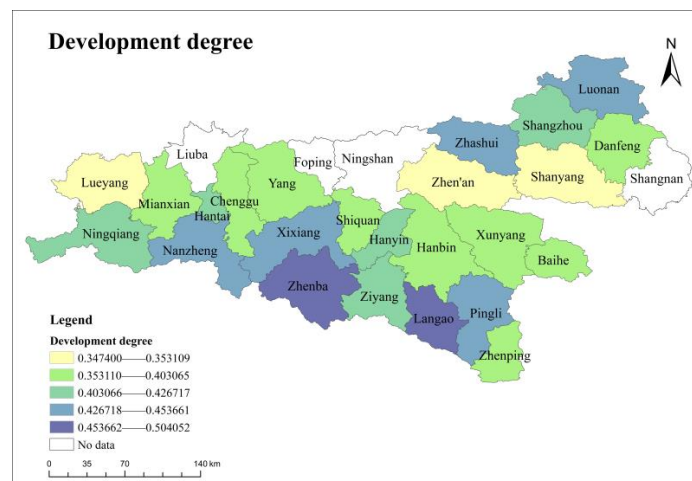 Development degree
N
Luonan
Shangzhou
Zhashui
Danfeng
Liuba
Foping
Ningshan
Lueyang
Yang
Zhen'an
Shanyang
Shangnan
Mianxian
Chenggu
Hantai
Shiquan
Ningqiang
Nanzheng
Xixiang
Hanyin
Hanbin
Xunyang
Baihe
Zhenba
Ziyang
Langao
Pingli
Zhenping
Legend
Development degree
0.347400——0.353109
0.353110——0.403065
0.403066——0.426717
0.426718——0.453661
0.453662——0.504052
No data
0 35 70 140 km